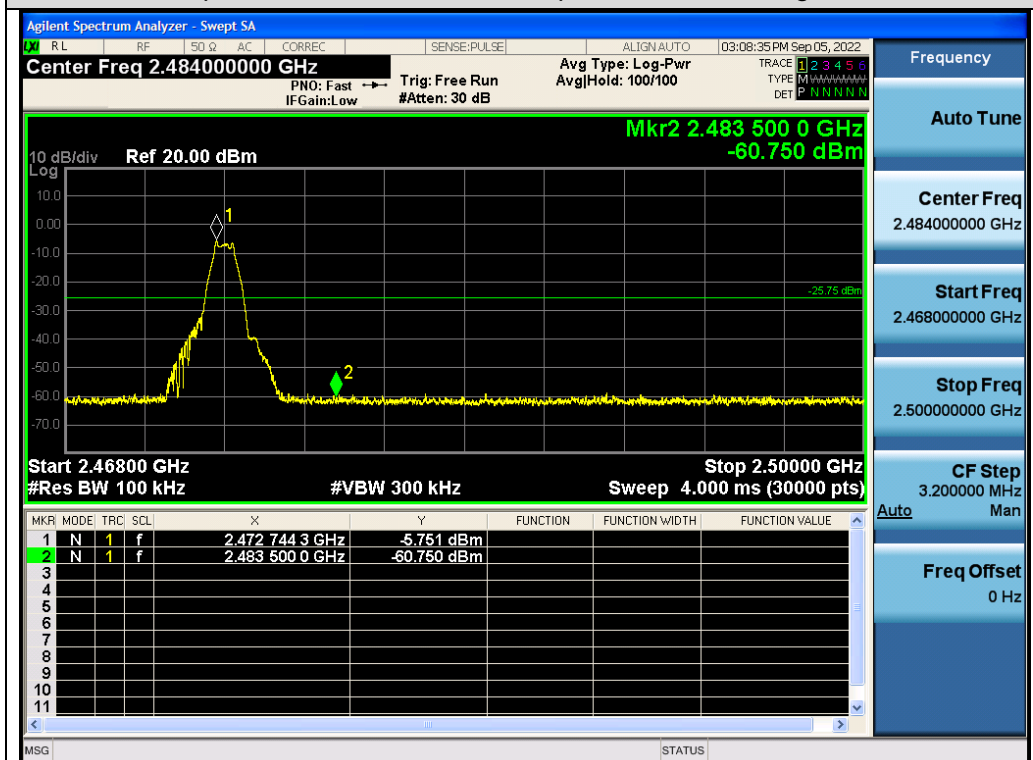 Agilent Spectrum Analyzer - Swept SA
LXI RL RF 50 Ω AC CORREC SENSE:PULSE ALIGN AUTO 03:08:35 PM Sep 05, 2022
Center Freq 2.484000000 GHz
PNO: Fast
IFGain:Low
Trig: Free Run
#Atten: 30 dB
Avg Type: Log-Pwr
Avg|Hold: 100/100
TRACE 1 2 3 4 5 6
TYPE M WWWWW
DET P N N N N N
Mkr2 2.483 500 0 GHz
-60.750 dBm
10 dB/div Ref 20.00 dBm
Log
10.0
0.00
-10.0
-20.0
-30.0
-40.0
-50.0
-60.0
-70.0
1
2
-25.75 dBm
Start 2.46800 GHz Stop 2.50000 GHz
#Res BW 100 kHz #VBW 300 kHz Sweep 4.000 ms (30000 pts)
MKR MODE TRC SCL X Y FUNCTION FUNCTION WIDTH FUNCTION VALUE
1 N 1 f 2.472 744 3 GHz -5.751 dBm
2 N 1 f 2.483 500 0 GHz -60.750 dBm
3
4
5
6
7
8
9
10
11
MSG STATUS
Frequency
Auto Tune
Center Freq
2.484000000 GHz
Start Freq
2.468000000 GHz
Stop Freq
2.500000000 GHz
CF Step
3.200000 MHz
Auto Man
Freq Offset
0 Hz